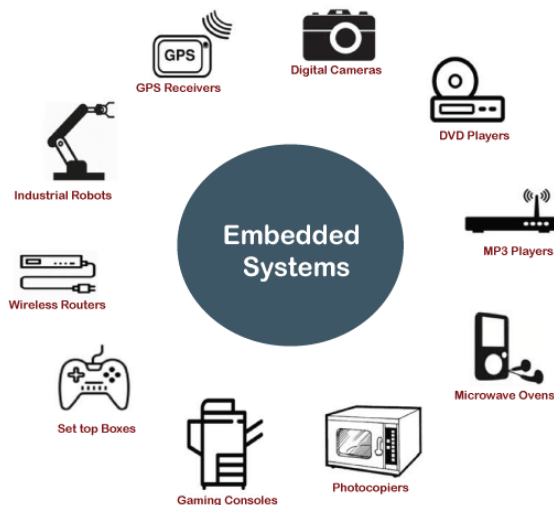 GPS
GPS Receivers
Digital Cameras
DVD Players
Industrial Robots
Embedded
Systems
MP3 Players
Wireless Routers
Microwave Ovens
Set top Boxes
Gaming Consoles
Photocopiers